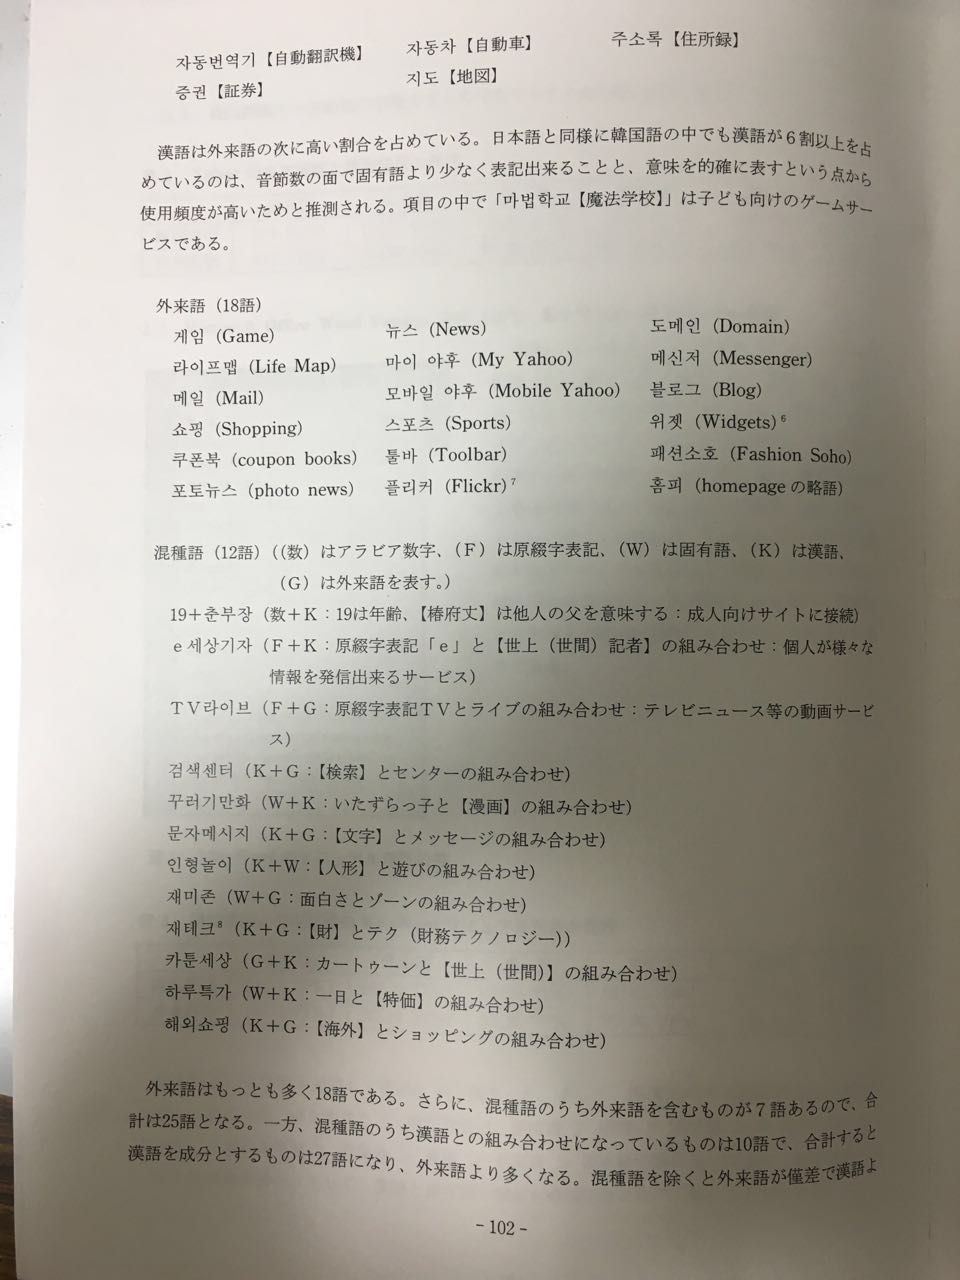 자동번역기【自動翻訳機】 자동차【自動車】 주소록【住所録】
증권【証券】 지도【地図】
漢語は外来語の次に高い割合を占めている。日本語と同様に韓国語の中でも漢語が６割以上を占
めているのは、音節数の面で固有語より少なく表記出来ることと、意味を的確に表すという点から
使用頻度が高いためと推測される。項目の中で「마법학교【魔法学校】」は子ども向けのゲームサー
ビスである。
外来語（18語）
게임（Game） 뉴스（News） 도메인（Domain）
라이프맵（Life Map） 마이 야후（My Yahoo） 메신저（Messenger）
메일（Mail） 모바일 야후（Mobile Yahoo） 블로그（Blog）
쇼핑（Shopping） 스포츠（Sports） 위젯（Widgets）⁶
쿠폰북（coupon books） 툴바（Toolbar） 패션소호（Fashion Soho）
포토뉴스（photo news） 플리커（Flickr）⁷ 홈피（homepageの略語）
混種語（12語）（（数）はアラビア数字、（F）は原綴字表記、（W）は固有語、（K）は漢語、
（G）は外来語を表す。）
19＋춘부장（数＋K：19は年齢、【椿府丈】は他人の父を意味する：成人向けサイトに接続）
ｅ세상기자（F＋K：原綴字表記「ｅ」と【世上（世間）記者】の組み合わせ：個人が様々な
情報を発信出来るサービス）
ＴＶ라이브（F＋G：原綴字表記ＴＶとライブの組み合わせ：テレビニュース等の動画サービ
ス）
검색센터（K＋G：【検索】とセンターの組み合わせ）
꾸러기만화（W＋K：いたずらっ子と【漫画】の組み合わせ）
문자메시지（K＋G：【文字】とメッセージの組み合わせ）
인형놀이（K＋W：【人形】と遊びの組み合わせ）
재미존（W＋G：面白さとゾーンの組み合わせ）
재테크⁸（K＋G：【財】とテク（財務テクノロジー））
카툰세상（G＋K：カートゥーンと【世上（世間）】の組み合わせ）
하루특가（W＋K：一日と【特価】の組み合わせ）
해외쇼핑（K＋G：【海外】とショッピングの組み合わせ）
外来語はもっとも多く18語である。さらに、混種語のうち外来語を含むものが７語あるので、合
計は25語となる。一方、混種語のうち漢語との組み合わせになっているものは10語で、合計すると
漢語を成分とするものは27語になり、外来語より多くなる。混種語を除くと外来語が僅差で漢語よ
- 102 -